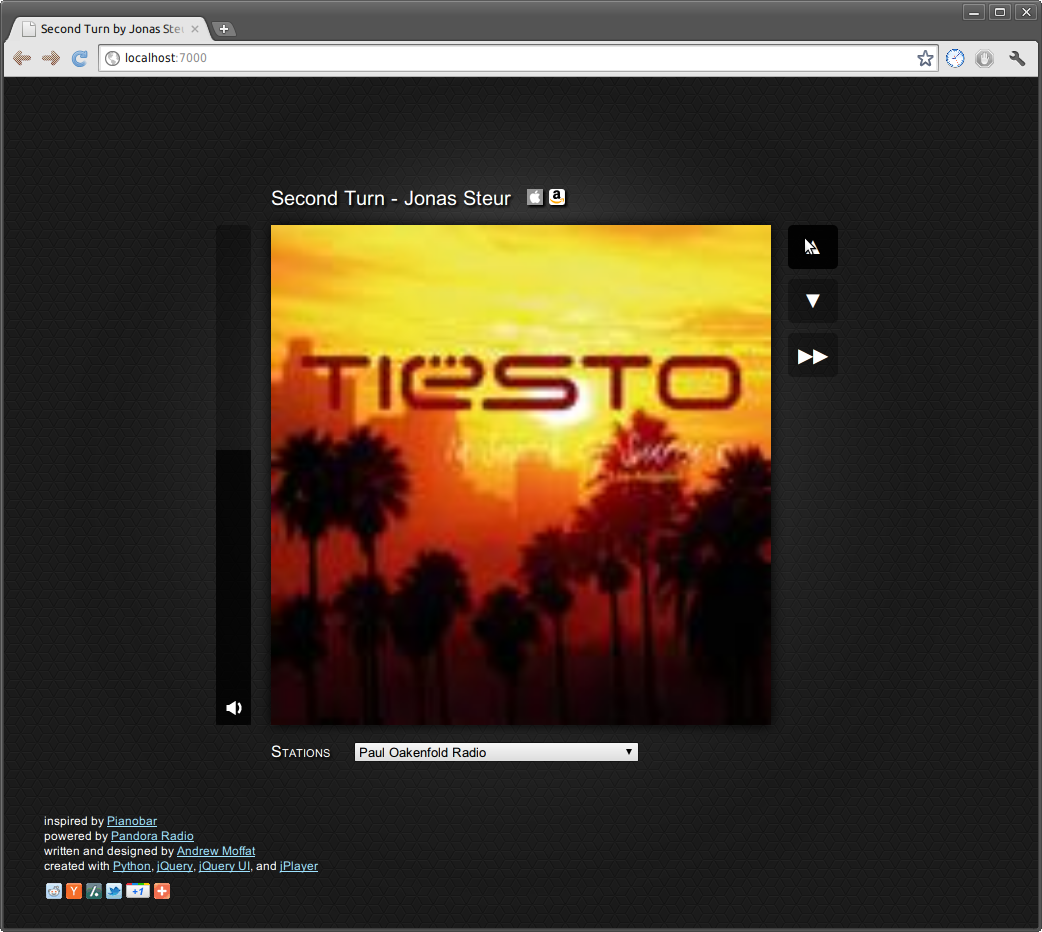 Second Turn by Jonas Steu
localhost:7000
Second Turn - Jonas Steur
TIËSTO
Stations
Paul Oakenfold Radio
inspired by Pianobar
powered by Pandora Radio
written and designed by Andrew Moffat
created with Python, jQuery, jQuery UI, and jPlayer
+1